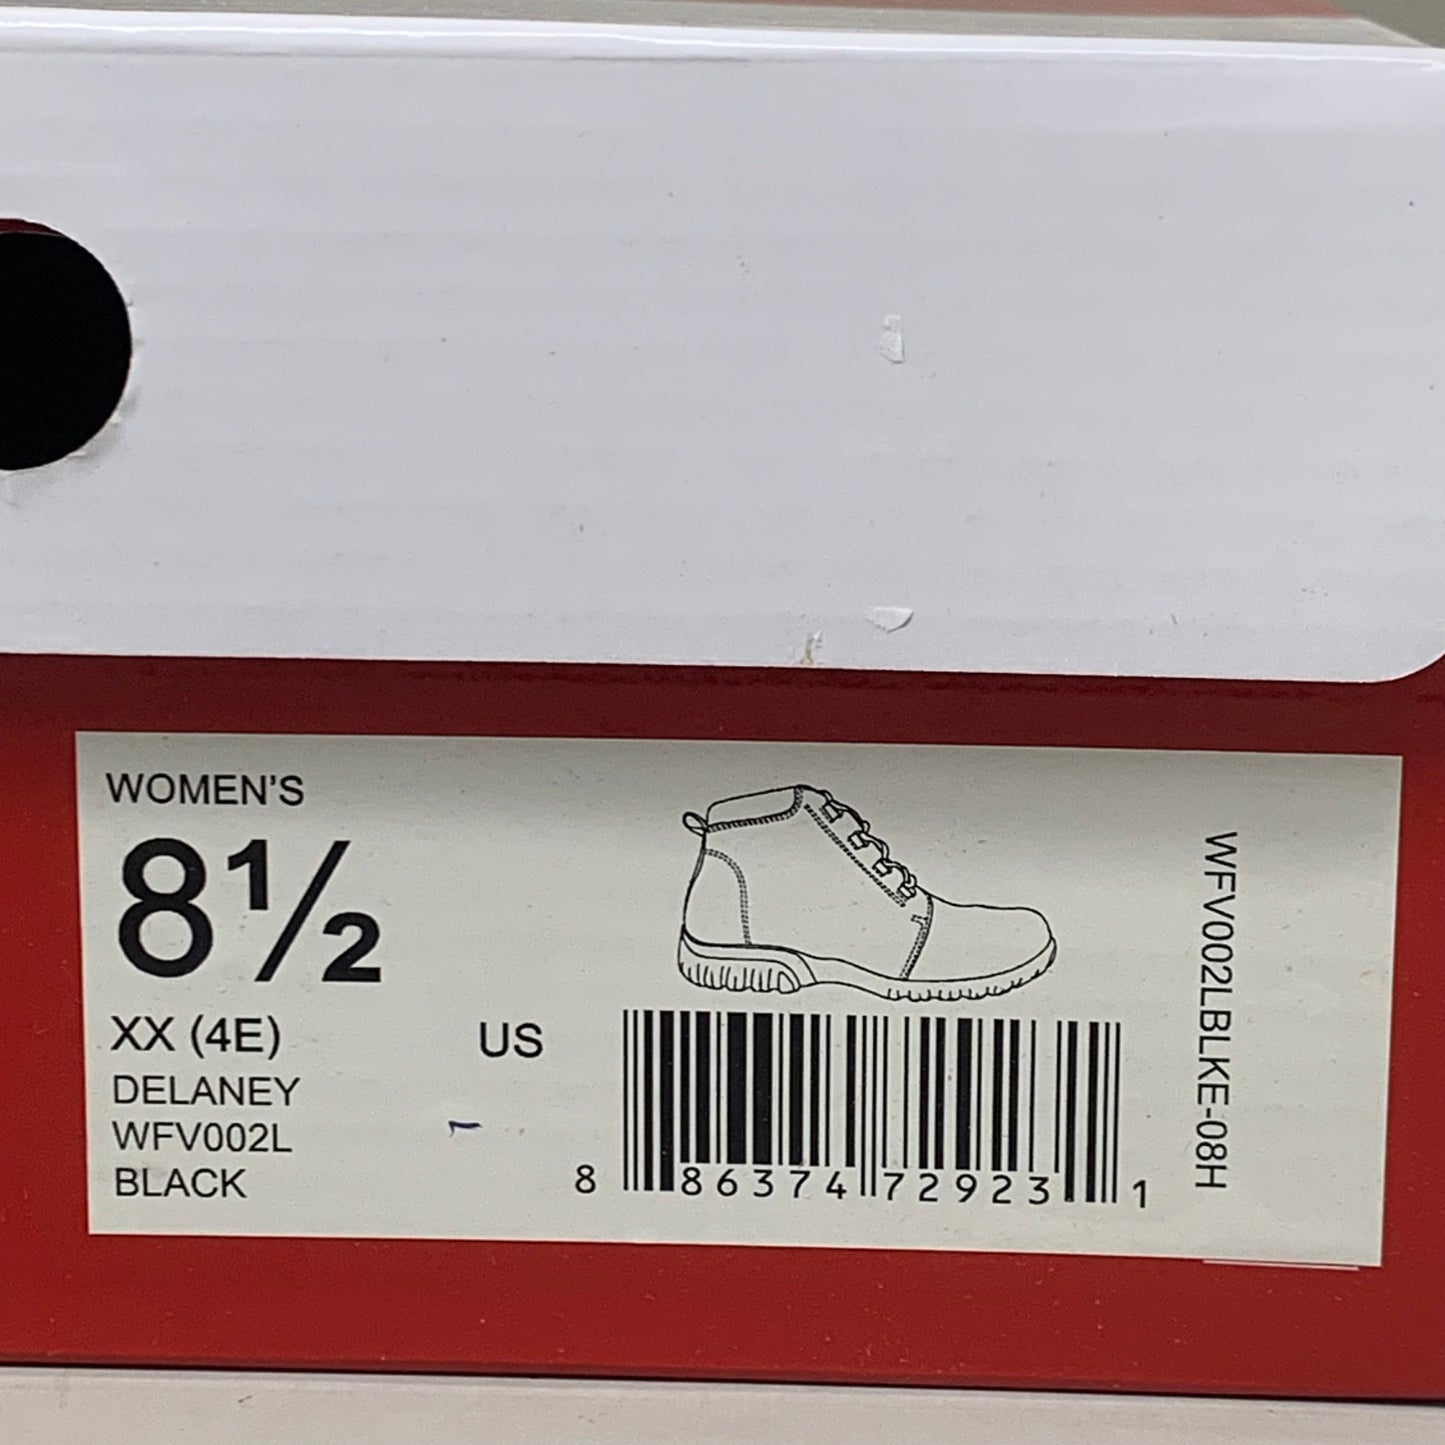 WOMEN'S
8½
XX (4E) US
DELANEY
WFV002L
BLACK
8 86374 72923 1
WFV002LBLKE-08H